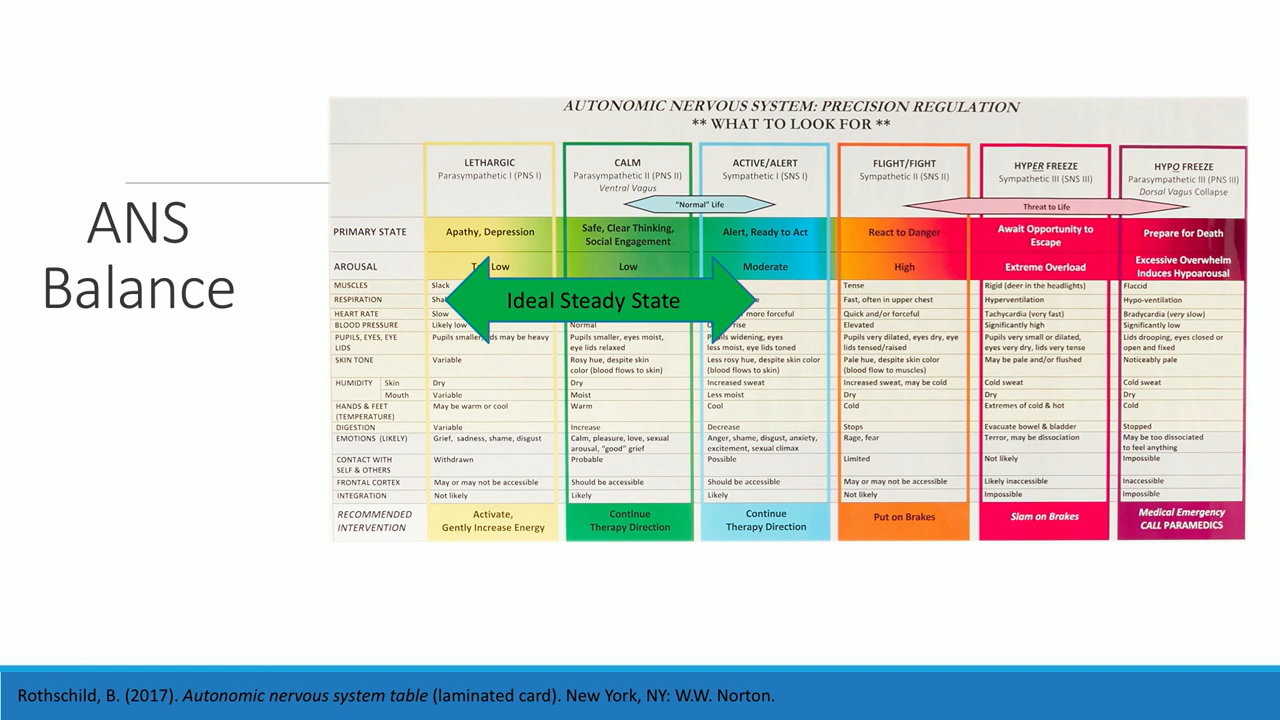 ANS
Balance
AUTONOMIC NERVOUS SYSTEM: PRECISION REGULATION
** WHAT TO LOOK FOR **
LETHARGIC
Parasympathetic I (PNS I)
CALM
Parasympathetic II (PNS II)
Ventral Vagus
ACTIVE/ALERT
Sympathetic I (SNS I)
FLIGHT/FIGHT
Sympathetic II (SNS II)
HYPER FREEZE
Sympathetic III (SNS III)
HYPO FREEZE
Parasympathetic III (PNS III)
Dorsal Vagus Collapse
"Normal" Life
Threat to Life
PRIMARY STATE
Apathy, Depression
Safe, Clear Thinking,
Social Engagement
Alert, Ready to Act
React to Danger
Await Opportunity to
Escape
Prepare for Death
AROUSAL
Low
Low
Moderate
High
Extreme Overload
Excessive Overwhelm
Induces Hypoarousal
Ideal Steady State
MUSCLES
Slack
Tense
Rigid (deer in the headlights)
Flaccid
RESPIRATION
Fast, often in upper chest
Hyperventilation
Hypo-ventilation
HEART RATE
Slow
more forceful
Quick and/or forceful
Tachycardia (very fast)
Bradycardia (very slow)
BLOOD PRESSURE
Likely low
Normal
rise
Elevated
Significantly high
Significantly low
PUPILS, EYES, EYE
LIDS
Pupils smaller, lids may be heavy
Pupils smaller, eyes moist,
eye lids relaxed
widening, eyes
less moist, eye lids toned
Pupils very dilated, eyes dry, eye
lids tensed/raised
Pupils very small or dilated,
eyes very dry, lids very tense
Lids drooping, eyes closed or
open and fixed
SKIN TONE
Variable
Rosy hue, despite skin
color (blood flows to skin)
Less rosy hue, despite skin color
(blood flows to skin)
Pale hue, despite skin color
(blood flow to muscles)
May be pale and/or flushed
Noticeably pale
HUMIDITY
Skin
Dry
Dry
Increased sweat
Increased sweat, may be cold
Cold sweat
Cold sweat
Mouth
Variable
Moist
Less moist
Dry
Dry
Dry
HANDS & FEET
(TEMPERATURE)
May be warm or cool
Warm
Cool
Cold
Extremes of cold & hot
Cold
DIGESTION
Variable
Increase
Decrease
Stops
Evacuate bowel & bladder
Stopped
EMOTIONS (LIKELY)
Grief, sadness, shame, disgust
Calm, pleasure, love, sexual
arousal, "good" grief
Anger, shame, disgust, anxiety,
excitement, sexual climax
Rage, fear
Terror, may be dissociation
May be too dissociated
to feel anything
CONTACT WITH
SELF & OTHERS
Withdrawn
Probable
Possible
Limited
Not likely
Impossible
FRONTAL CORTEX
May or may not be accessible
Should be accessible
Should be accessible
May or may not be accessible
Likely inaccessible
Inaccessible
INTEGRATION
Not likely
Likely
Likely
Not likely
Impossible
Impossible
RECOMMENDED
INTERVENTION
Activate,
Gently Increase Energy
Continue
Therapy Direction
Continue
Therapy Direction
Put on Brakes
Slam on Brakes
Medical Emergency
CALL PARAMEDICS
Rothschild, B. (2017). Autonomic nervous system table (laminated card). New York, NY: W.W. Norton.